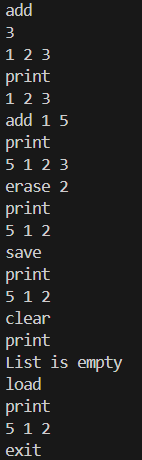 add
3
1 2 3
print
1 2 3
add 1 5
print
5 1 2 3
erase 2
print
5 1 2
save
print
5 1 2
clear
print
List is empty
load
print
5 1 2
exit